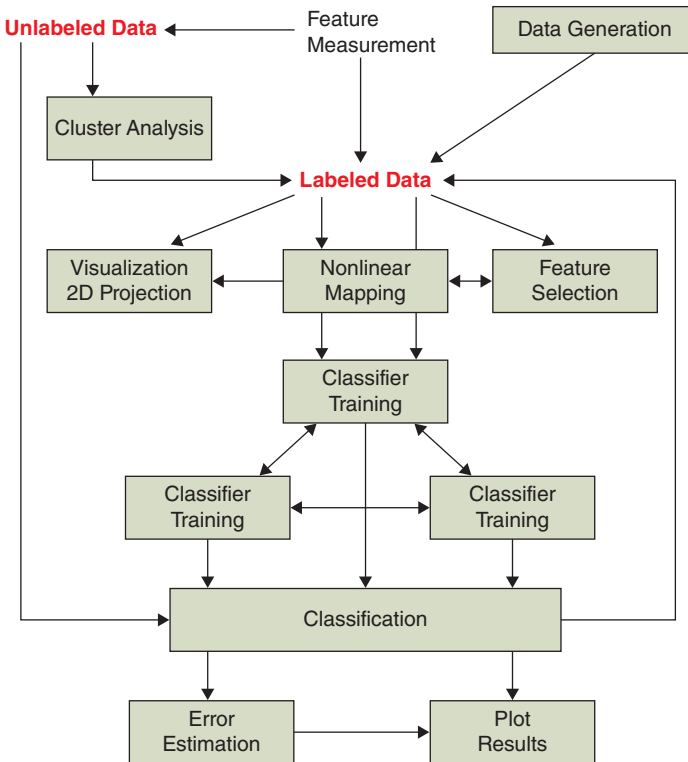 Unlabeled Data
Feature
Measurement
Data Generation
Cluster Analysis
Labeled Data
Visualization
2D Projection
Nonlinear
Mapping
Feature
Selection
Classifier
Training
Classifier
Training
Classifier
Training
Classification
Error
Estimation
Plot
Results